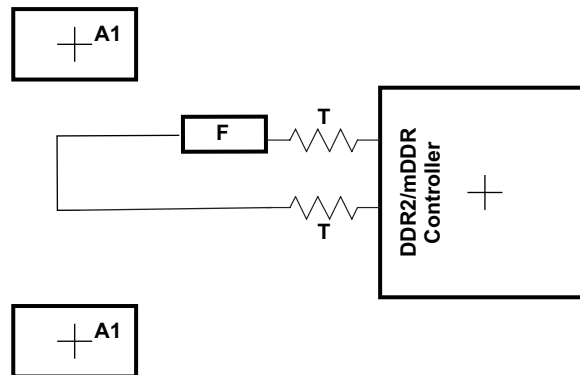 A1
F
T
T
DDR2/mDDR
Controller
A1